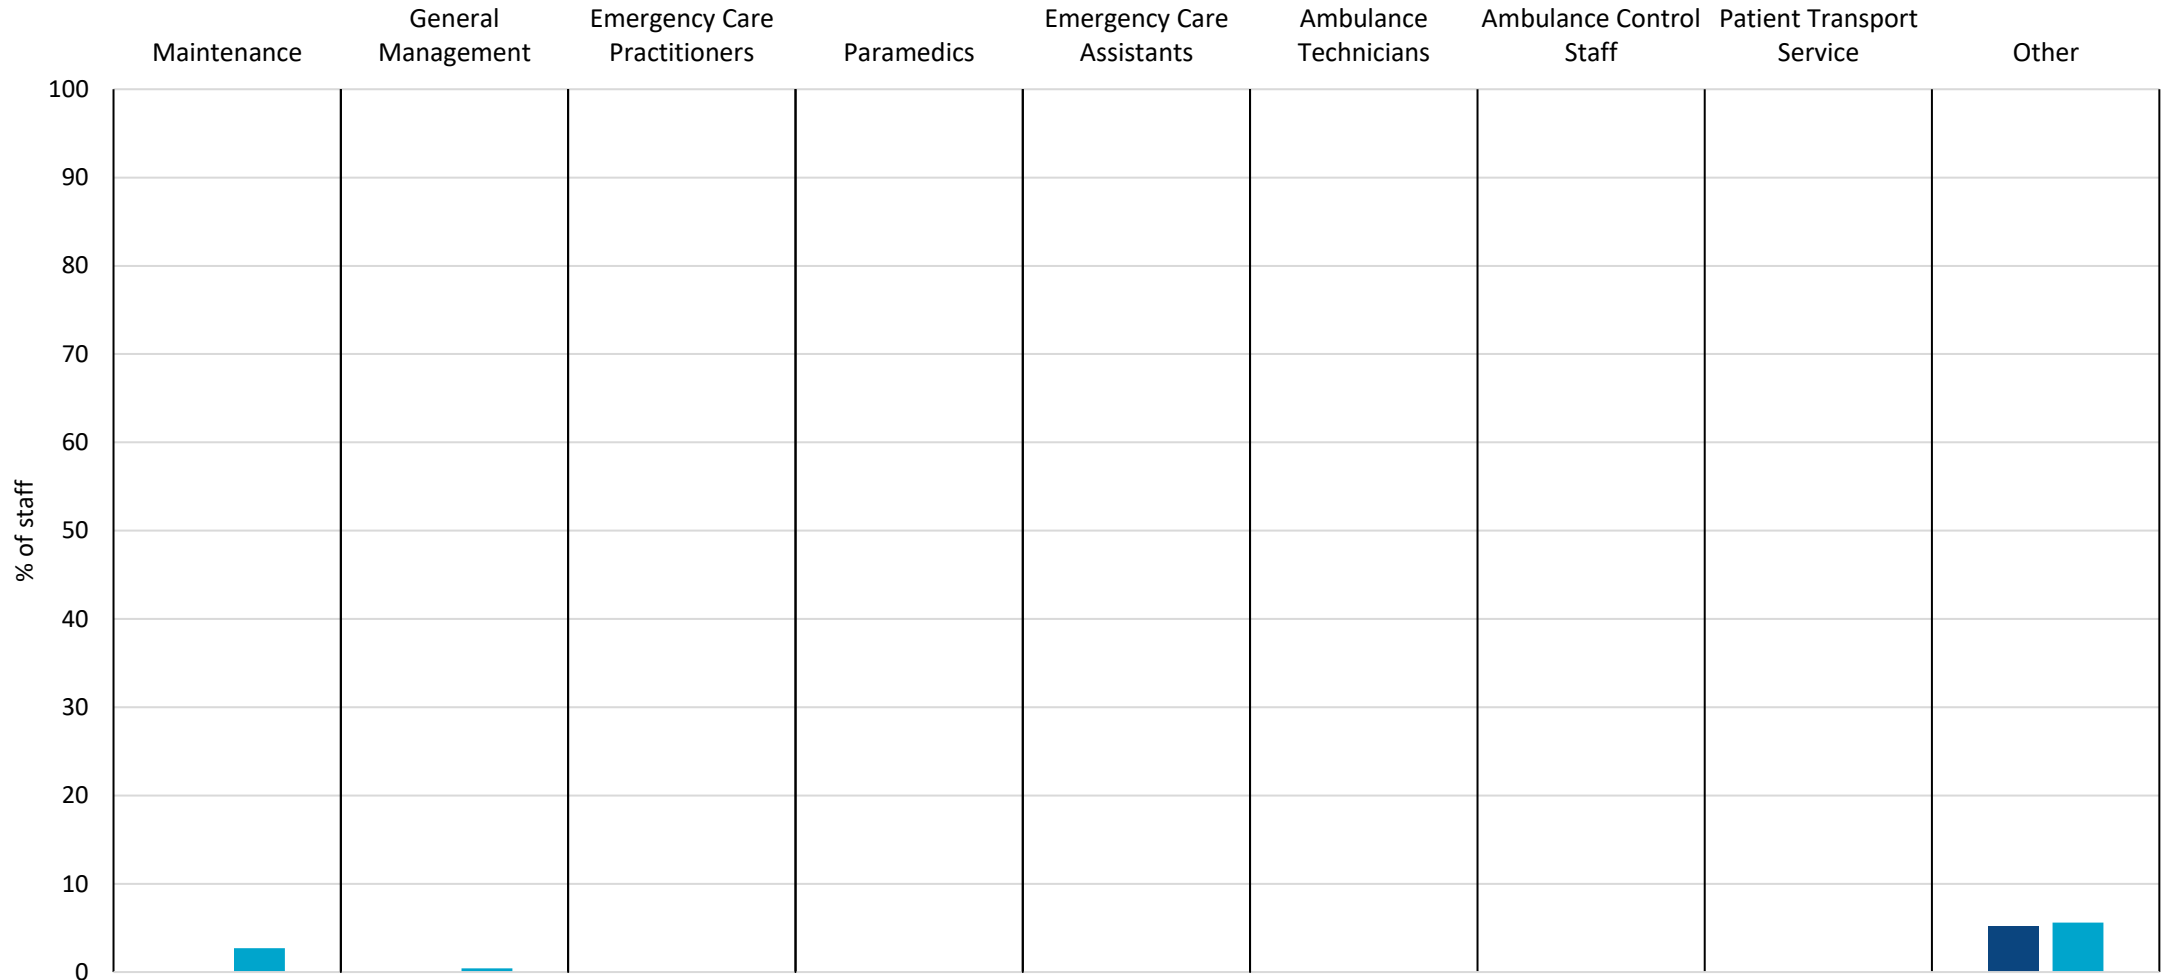 Maintenance
General
Management
Emergency Care
Practitioners
Paramedics
Emergency Care
Assistants
Ambulance
Technicians
Ambulance Control
Staff
Patient Transport
Service
Other
100
90
80
70
60
50
40
30
20
10
0
% of staff